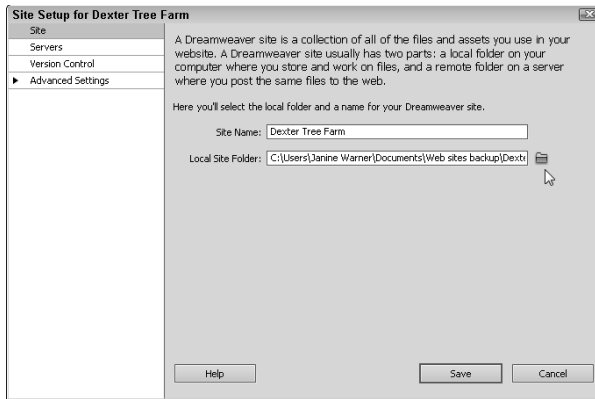 Site Setup for Dexter Tree Farm
Site
Servers
Version Control
Advanced Settings
A Dreamweaver site is a collection of all of the files and assets you use in your
website. A Dreamweaver site usually has two parts: a local folder on your
computer where you store and work on files, and a remote folder on a server
where you post the same files to the web.
Here you'll select the local folder and a name for your Dreamweaver site.
Site Name: Dexter Tree Farm
Local Site Folder: C:\Users\Janine Warner\Documents\Web sites backup\Dexte
Help Save Cancel